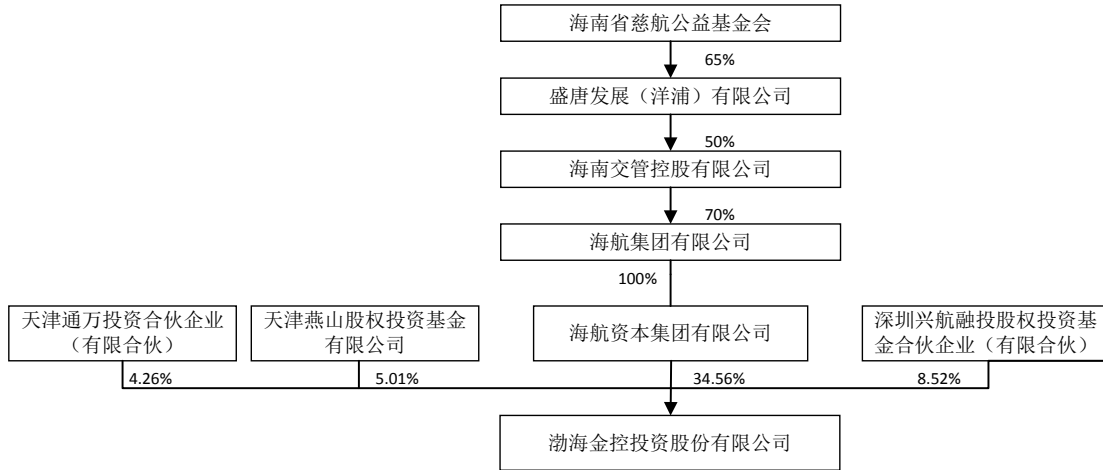 海南省慈航公益基金会
65%
盛唐发展（洋浦）有限公司
50%
海南交管控股有限公司
70%
海航集团有限公司
100%
天津通万投资合伙企业
（有限合伙）
天津燕山股权投资基金
有限公司
海航资本集团有限公司
深圳兴航融投股权投资基
金合伙企业（有限合伙）
4.26%
5.01%
34.56%
8.52%
渤海金控投资股份有限公司